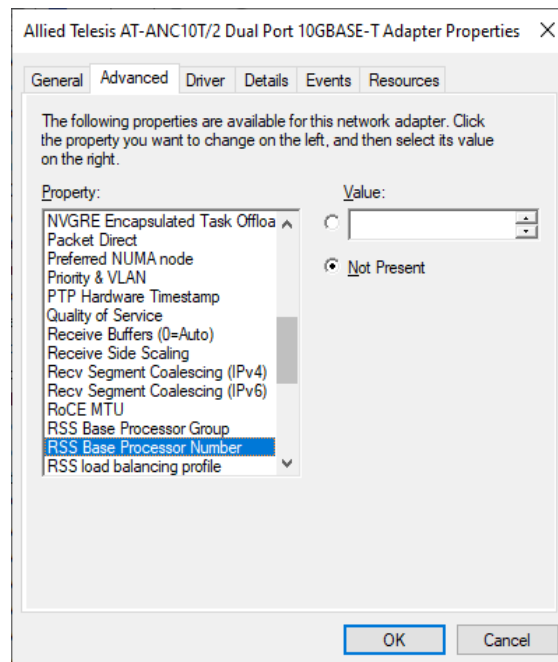 Allied Telesis AT-ANC10T/2 Dual Port 10GBASE-T Adapter Properties
General Advanced Driver Details Events Resources
The following properties are available for this network adapter. Click
the property you want to change on the left, and then select its value
on the right.
Property:
Value:
NVGRE Encapsulated Task Offloa
Packet Direct
Preferred NUMA node
Priority & VLAN
PTP Hardware Timestamp
Quality of Service
Receive Buffers (0=Auto)
Receive Side Scaling
Recv Segment Coalescing (IPv4)
Recv Segment Coalescing (IPv6)
RoCE MTU
RSS Base Processor Group
RSS Base Processor Number
RSS load balancing profile
Not Present
OK Cancel